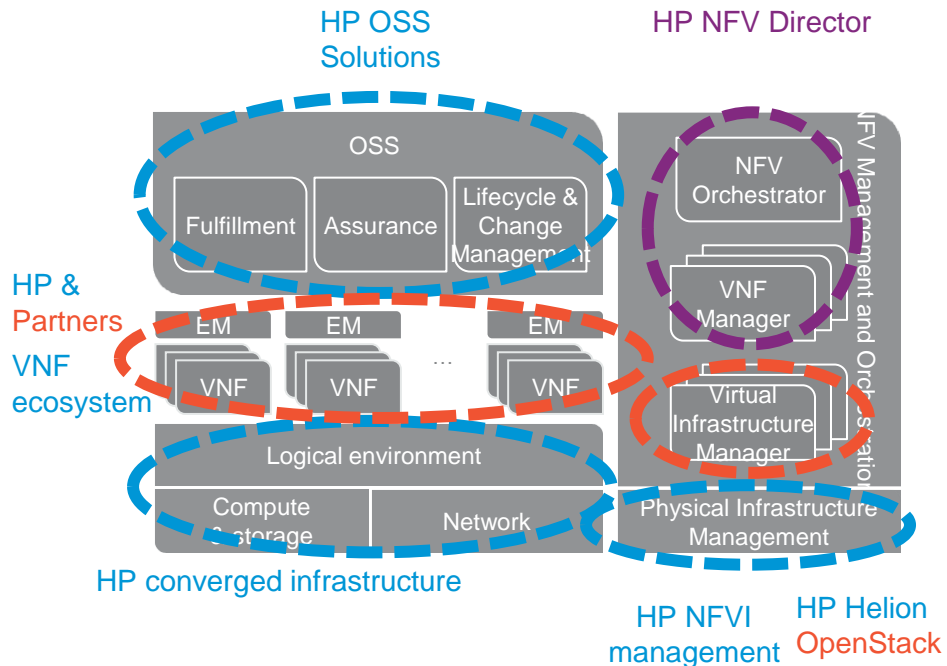 HP OSS
Solutions
HP NFV Director
OSS
Fulfillment
Assurance
Lifecycle &
Change
Management
NFV
Orchestrator
VNF
Manager
NFV Management and Orchestration
HP &
Partners
VNF
ecosystem
EM
EM
EM
...
VNF
VNF
VNF
Virtual
Infrastructure
Manager
Logical environment
Compute
& storage
Network
Physical Infrastructure
Management
HP converged infrastructure
HP NFVI
management
HP Helion
OpenStack